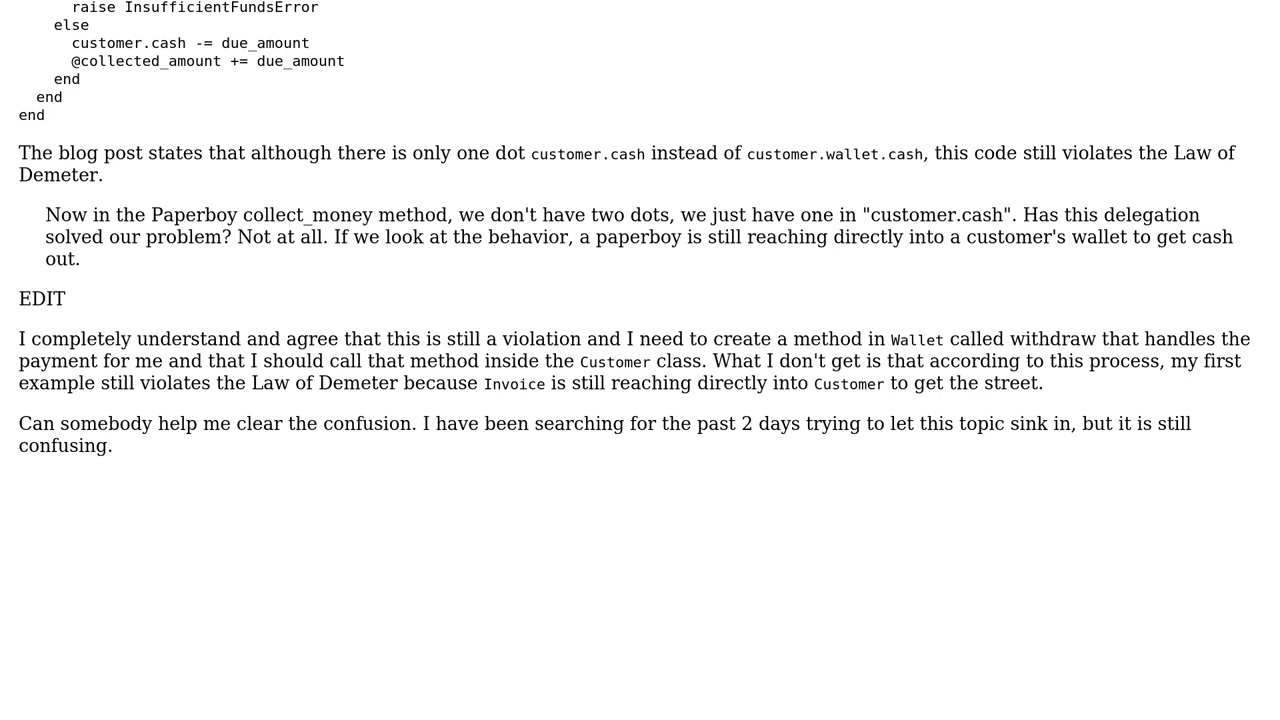 raise InsufficientFundsError
else
customer.cash -= due_amount
@collected_amount += due_amount
end
end
end
The blog post states that although there is only one dot customer.cash instead of customer.wallet.cash, this code still violates the Law of
Demeter.
Now in the Paperboy collect_money method, we don't have two dots, we just have one in "customer.cash". Has this delegation
solved our problem? Not at all. If we look at the behavior, a paperboy is still reaching directly into a customer's wallet to get cash
out.
EDIT
I completely understand and agree that this is still a violation and I need to create a method in Wallet called withdraw that handles the
payment for me and that I should call that method inside the Customer class. What I don't get is that according to this process, my first
example still violates the Law of Demeter because Invoice is still reaching directly into Customer to get the street.
Can somebody help me clear the confusion. I have been searching for the past 2 days trying to let this topic sink in, but it is still
confusing.